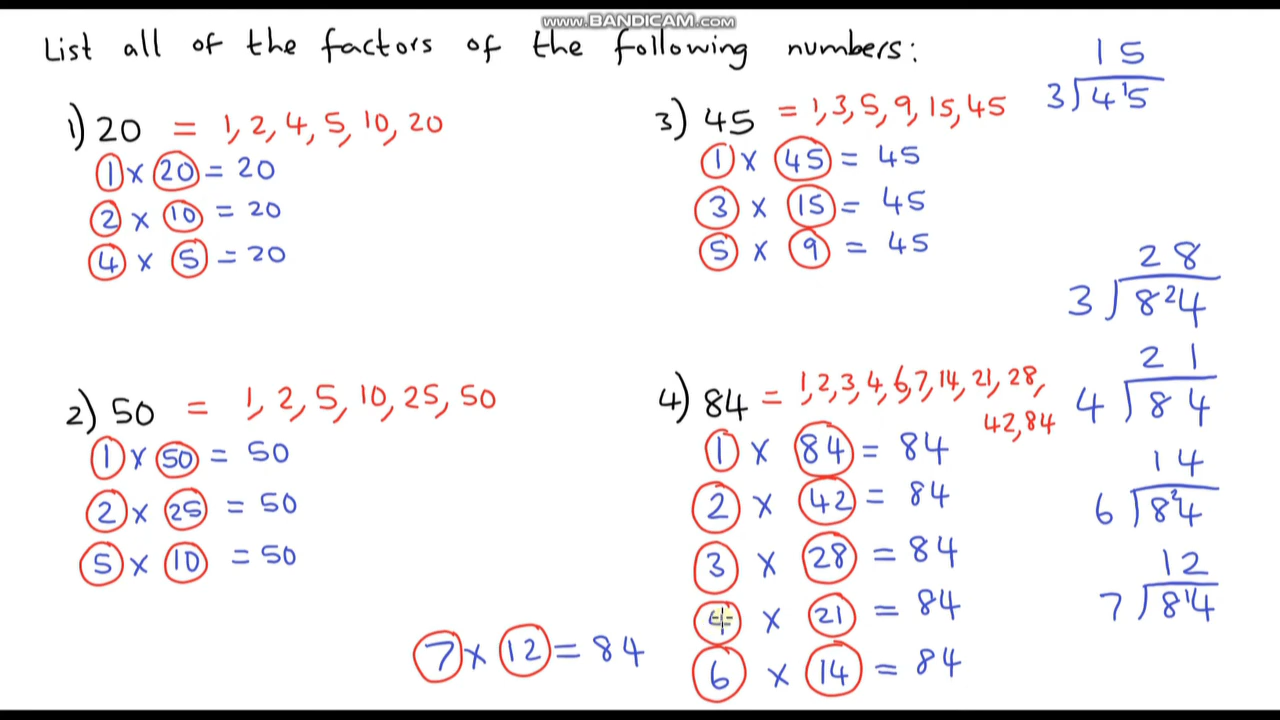 WWW.BANDICAM.COM
List all of the factors of the following numbers:
1) 20 = 1, 2, 4, 5, 10, 20
1 x 20 = 20
2 x 10 = 20
4 x 5 = 20
2) 50 = 1, 2, 5, 10, 25, 50
1 x 50 = 50
2 x 25 = 50
5 x 10 = 50
3) 45 = 1, 3, 5, 9, 15, 45
1 x 45 = 45
3 x 15 = 45
5 x 9 = 45
4) 84 = 1, 2, 3, 4, 6, 7, 14, 21, 28,
42, 84
1 x 84 = 84
2 x 42 = 84
3 x 28 = 84
4 x 21 = 84
6 x 14 = 84
7 x 12 = 84
15
3) 4¹5
28
3) 8²4
21
4) 84
14
6) 8²4
12
7) 8¹4